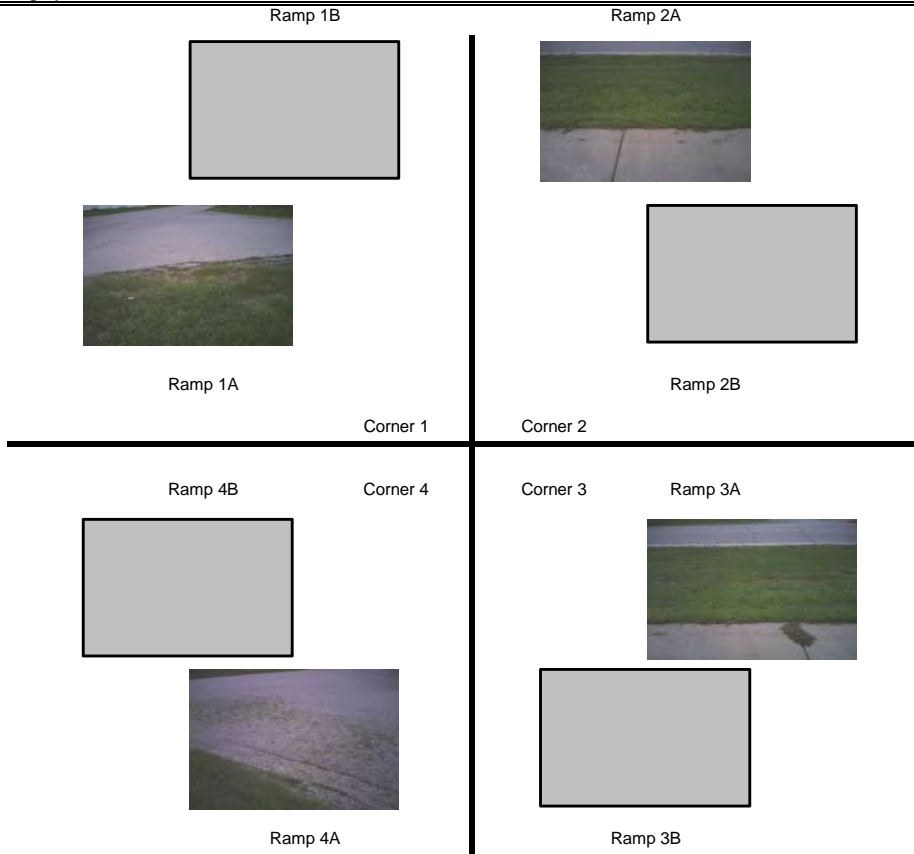 Ramp 1B
Ramp 2A
Ramp 1A
Ramp 2B
Corner 1
Corner 2
Ramp 4B
Corner 4
Corner 3
Ramp 3A
Ramp 4A
Ramp 3B